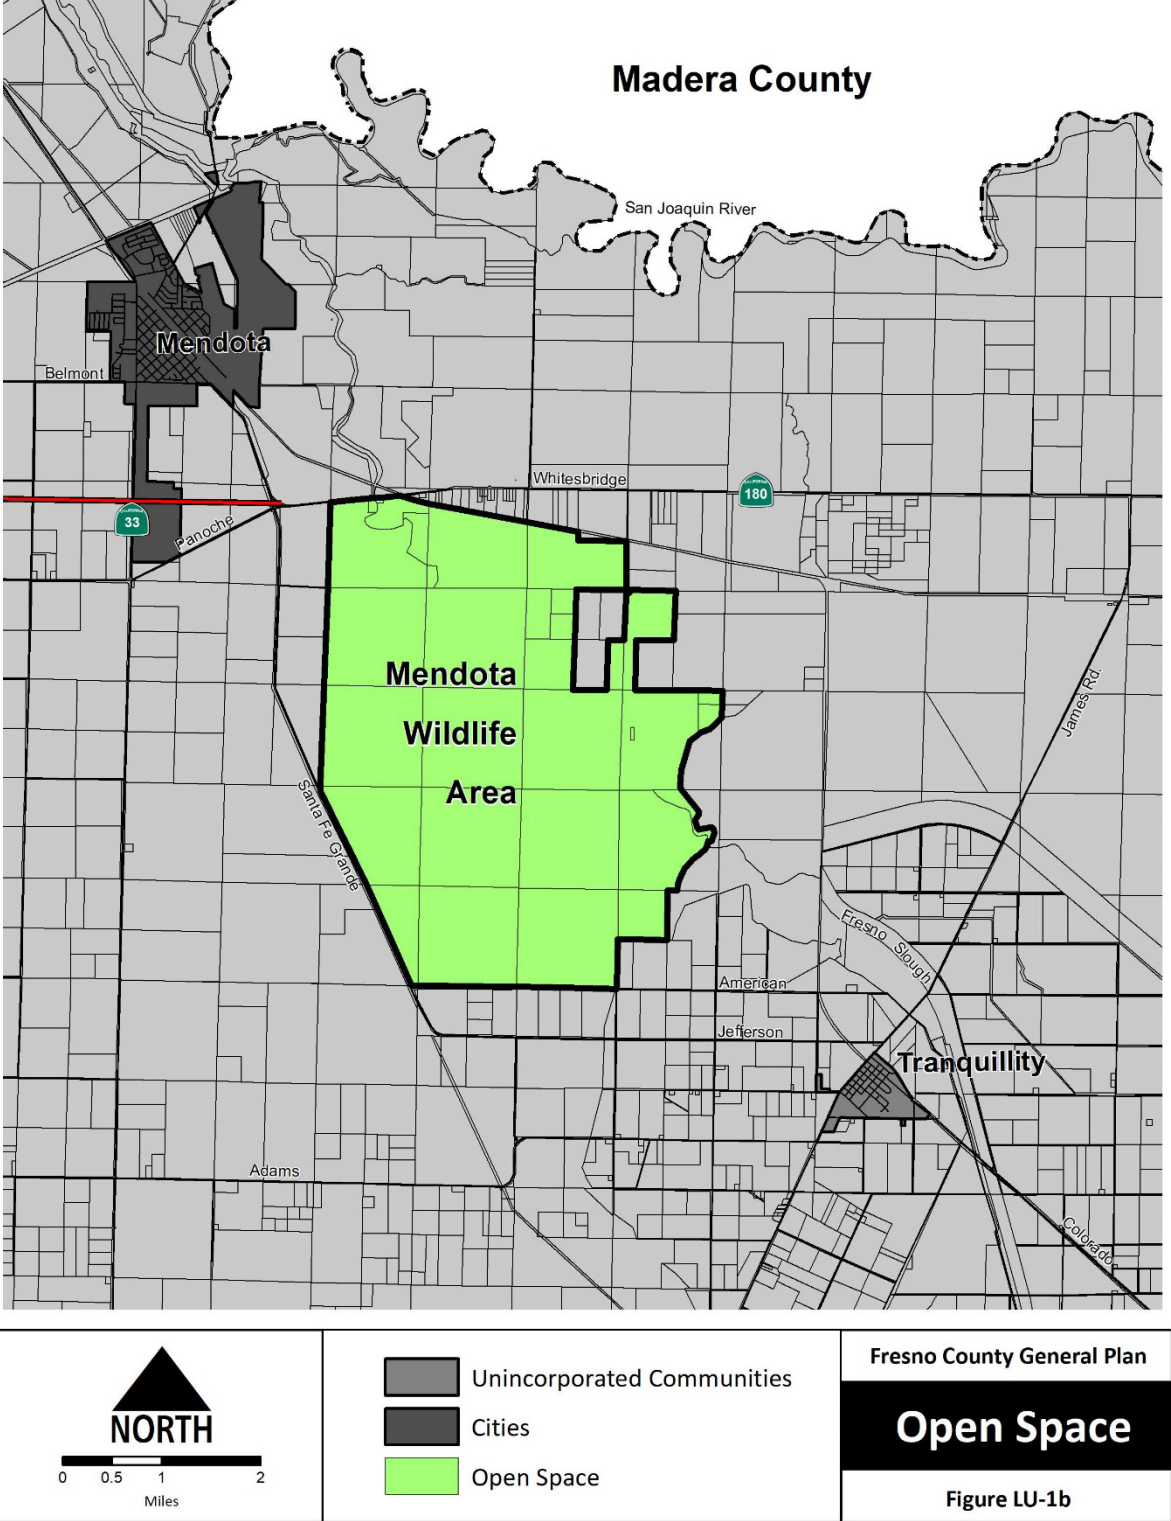 Madera County
San Joaquin River
Mendota
Belmont
Whitesbridge
CALIFORNIA
180
CALIFORNIA
33
Panoche
Mendota
Wildlife
Area
James Rd.
Santa Fe Grande
Fresno Slough
American
Jefferson
Tranquillity
Adams
Colorado
NORTH
0 0.5 1 2
Miles
Unincorporated Communities
Cities
Open Space
Fresno County General Plan
Open Space
Figure LU-1b